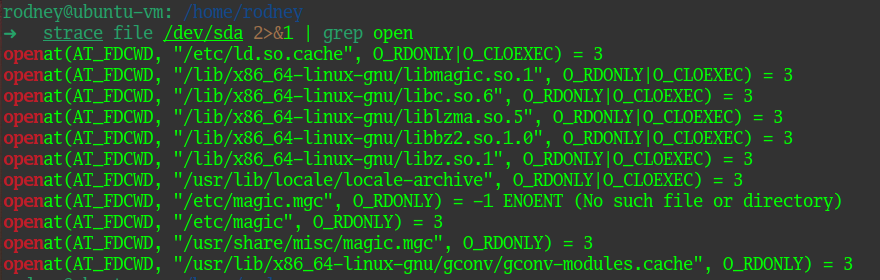 rodney@ubuntu-vm: /home/rodney
➜ strace file /dev/sda 2>&1 | grep open
openat(AT_FDCWD, "/etc/ld.so.cache", O_RDONLY|O_CLOEXEC) = 3
openat(AT_FDCWD, "/lib/x86_64-linux-gnu/libmagic.so.1", O_RDONLY|O_CLOEXEC) = 3
openat(AT_FDCWD, "/lib/x86_64-linux-gnu/libc.so.6", O_RDONLY|O_CLOEXEC) = 3
openat(AT_FDCWD, "/lib/x86_64-linux-gnu/liblzma.so.5", O_RDONLY|O_CLOEXEC) = 3
openat(AT_FDCWD, "/lib/x86_64-linux-gnu/libbz2.so.1.0", O_RDONLY|O_CLOEXEC) = 3
openat(AT_FDCWD, "/lib/x86_64-linux-gnu/libz.so.1", O_RDONLY|O_CLOEXEC) = 3
openat(AT_FDCWD, "/usr/lib/locale/locale-archive", O_RDONLY|O_CLOEXEC) = 3
openat(AT_FDCWD, "/etc/magic.mgc", O_RDONLY) = -1 ENOENT (No such file or directory)
openat(AT_FDCWD, "/etc/magic", O_RDONLY) = 3
openat(AT_FDCWD, "/usr/share/misc/magic.mgc", O_RDONLY) = 3
openat(AT_FDCWD, "/usr/lib/x86_64-linux-gnu/gconv/gconv-modules.cache", O_RDONLY) = 3